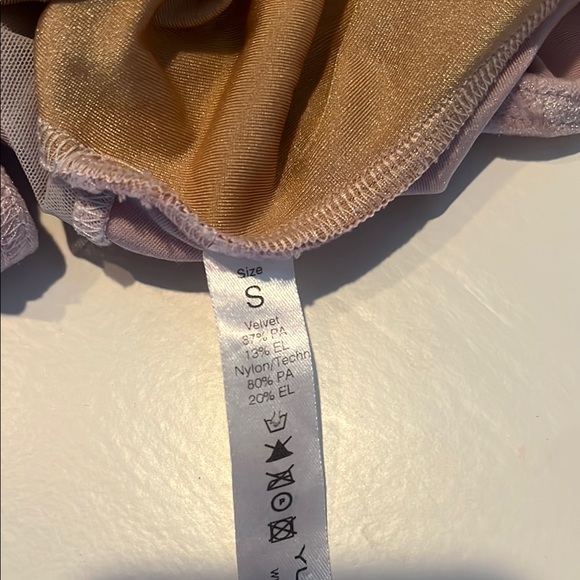 Size
S
Velvet
87% PA
13% EL
Nylon/Techn
80% PA
20% EL
P